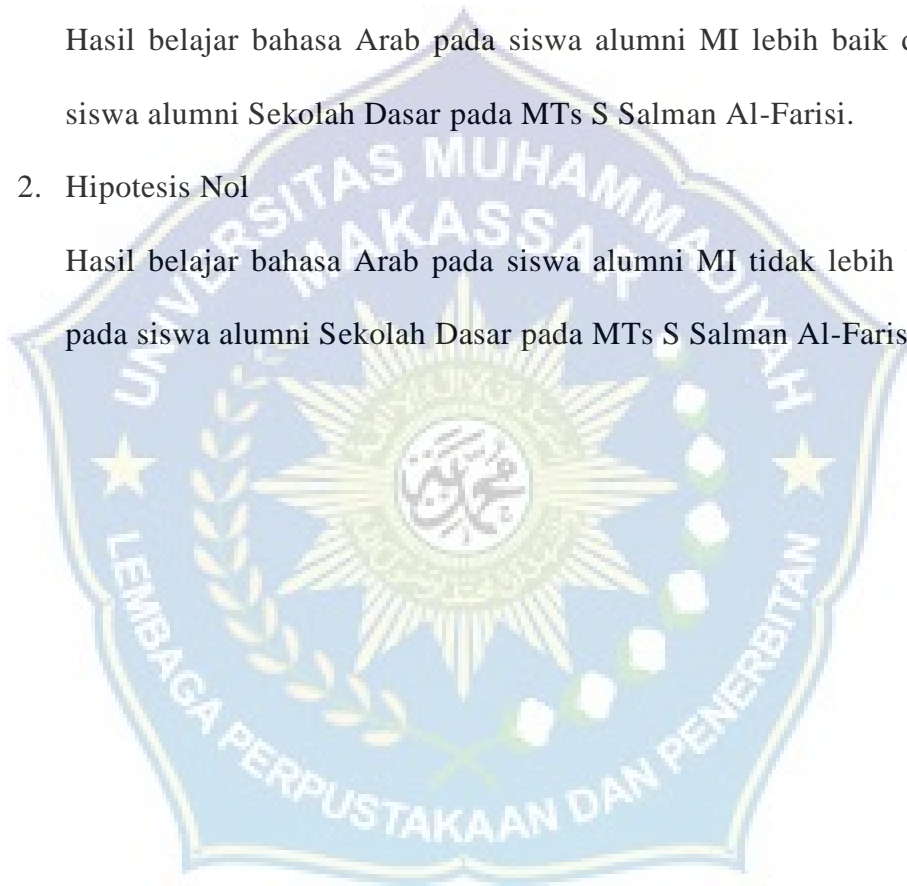 Hasil belajar bahasa Arab pada siswa alumni MI lebih baik
siswa alumni Sekolah Dasar pada MTs S Salman Al-Farisi.
2. Hipotesis Nol
Hasil belajar bahasa Arab pada siswa alumni MI tidak lebih
pada siswa alumni Sekolah Dasar pada MTs S Salman Al-Faris
UNIVERSITAS MUHAMMADIYAH
MAKASSAR
LEMBAGA PERPUSTAKAAN DAN PENERBITAN